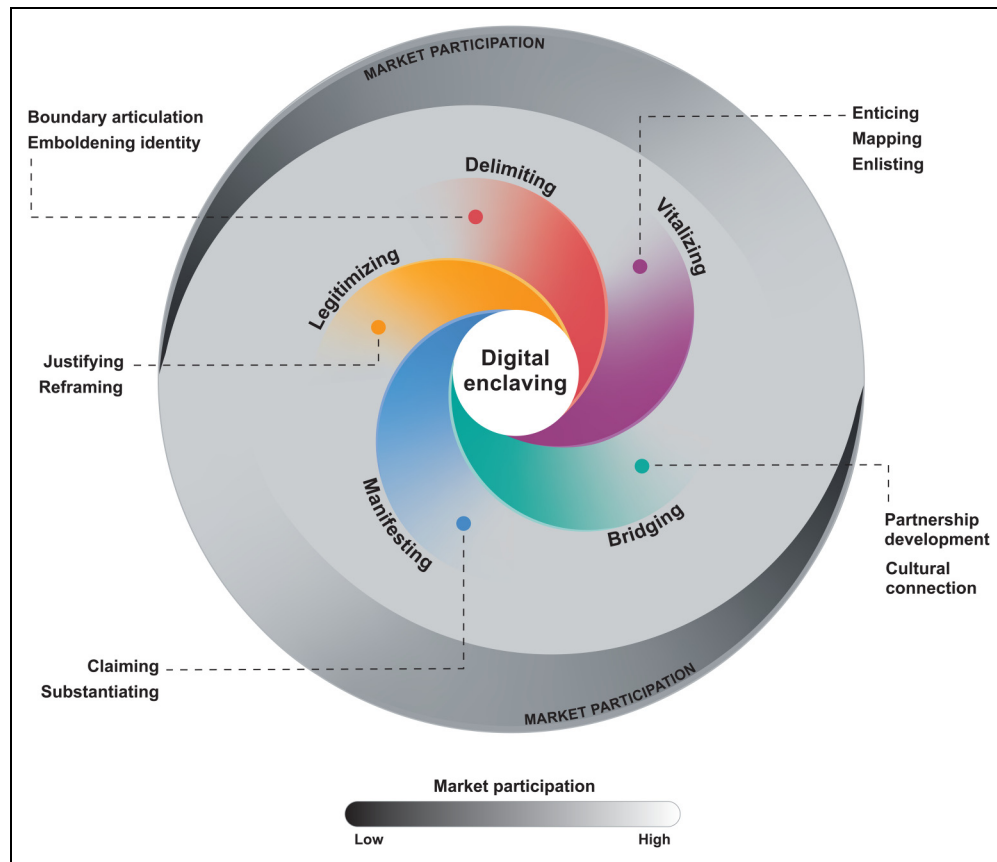 MARKET PARTICIPATION
Boundary articulation
Emboldening identity
Enticing
Mapping
Enlisting
Delimiting
Vitalizing
Legitimizing
Justifying
Reframing
Digital
enclaving
Manifesting
Bridging
Partnership
development
Cultural
connection
Claiming
Substantiating
MARKET PARTICIPATION
Market participation
Low
High